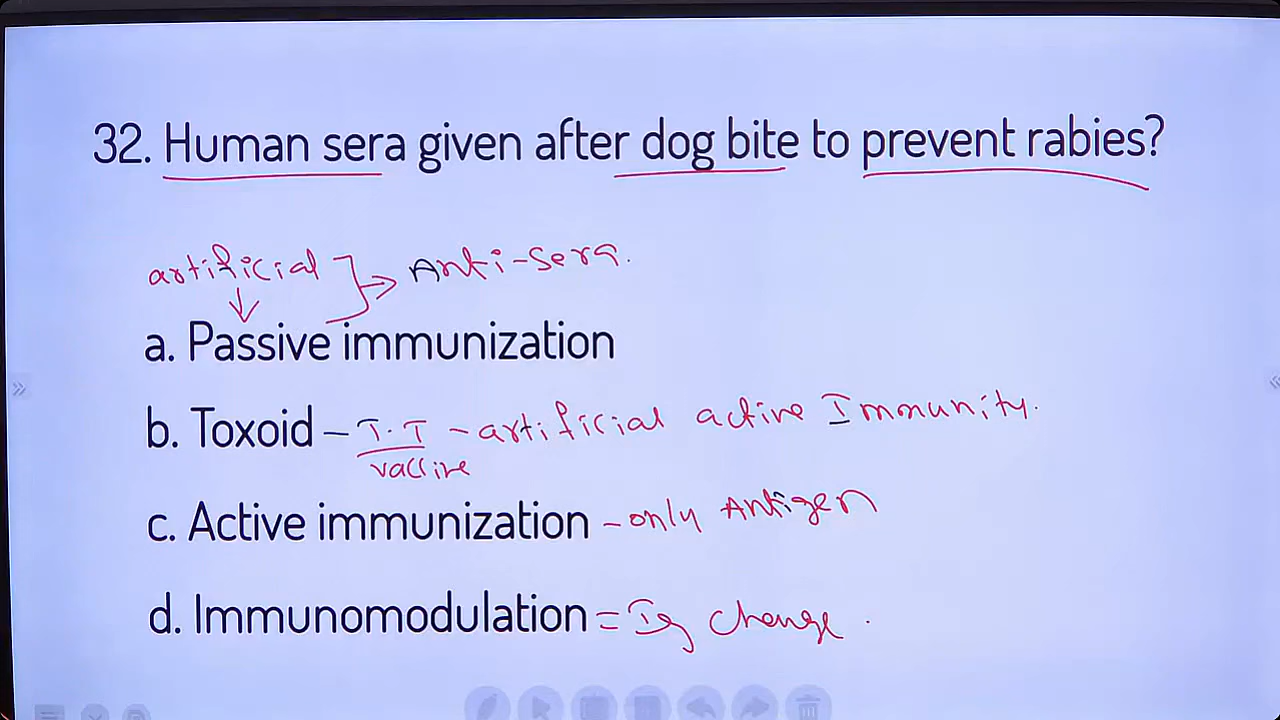 32. Human sera given after dog bite to prevent rabies?
artificial → Anti-sera.
a. Passive immunization
b. Toxoid – T.T – artificial active Immunity.
vaccine
c. Active immunization – only Antigen
d. Immunomodulation = Ig change.